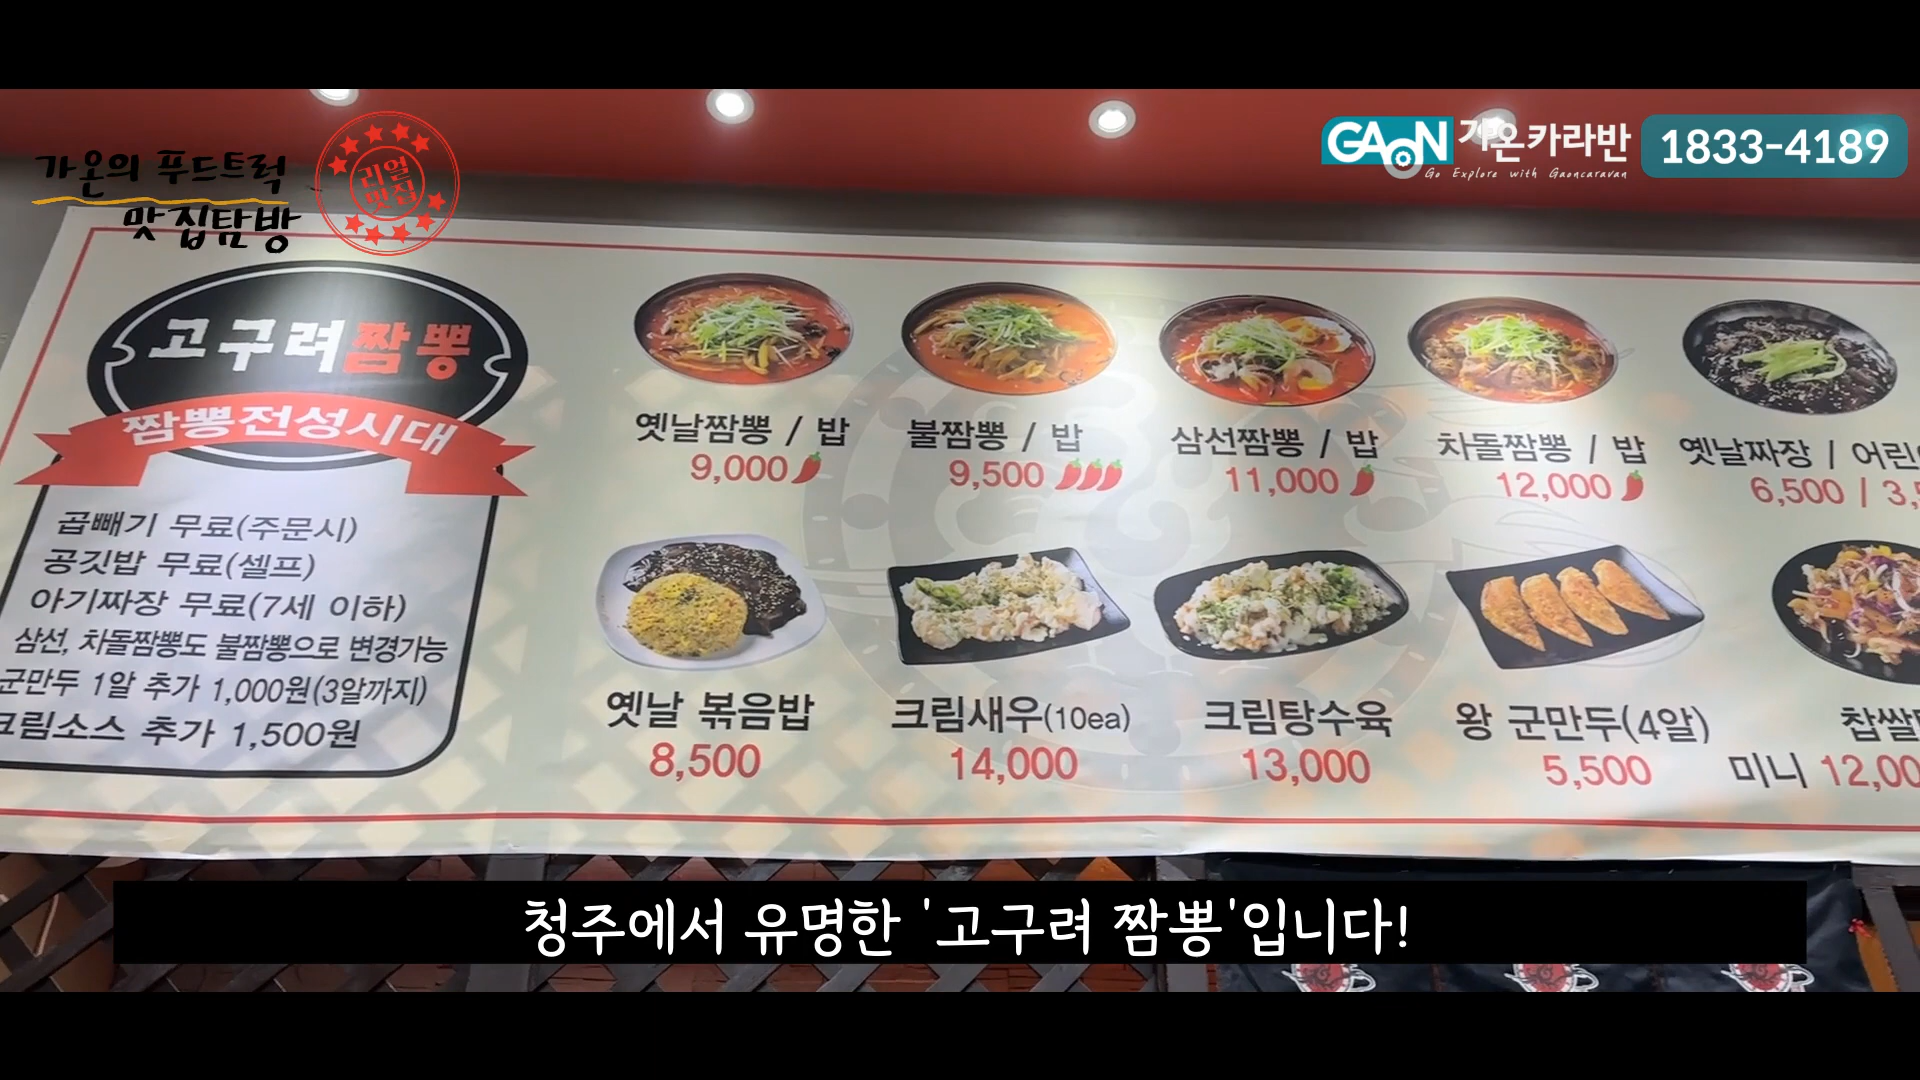 가온의 푸드트럭
맛집탐방
리얼
맛집
GAON 가온카라반
Go Explore with Gaoncaravan
1833-4189
고구려짬뽕
짬뽕전성시대
곱빼기 무료(주문시)
공깃밥 무료(셀프)
아기짜장 무료(7세 이하)
삼선, 차돌짬뽕도 불짬뽕으로 변경가능
군만두 1알 추가 1,000원(3알까지)
크림소스 추가 1,500원
옛날짬뽕 / 밥
9,000
불짬뽕 / 밥
9,500
삼선짬뽕 / 밥
11,000
차돌짬뽕 / 밥
12,000
옛날짜장 / 어린
6,500 / 3,5
옛날 볶음밥
8,500
크림새우(10ea)
14,000
크림탕수육
13,000
왕 군만두(4알)
5,500
찹쌀
미니 12,00
청주에서 유명한 '고구려 짬뽕'입니다!